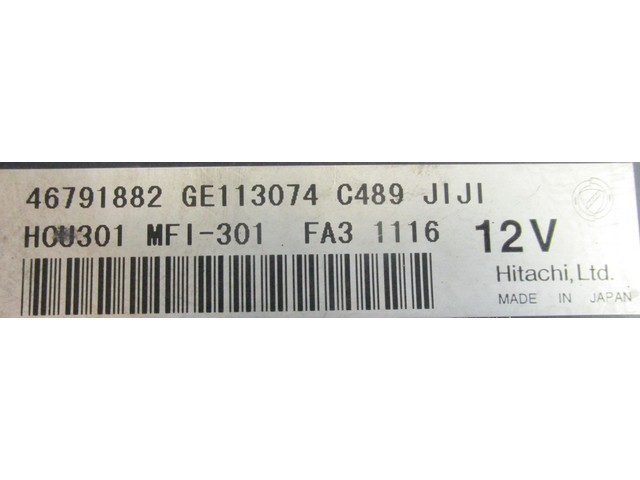 46791882 GE113074 C489 JIJI
HCU301 MFI-301 FA3 1116 12V
Hitachi, Ltd.
MADE IN JAPAN